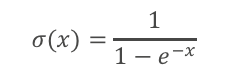 σ(x) = 1 / (1 − e^{−x})